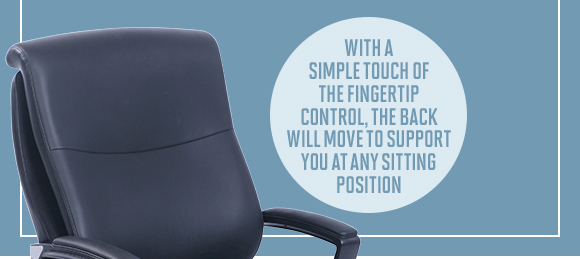 WITH A
SIMPLE TOUCH OF
THE FINGERTIP
CONTROL, THE BACK
WILL MOVE TO SUPPORT
YOU AT ANY SITTING
POSITION